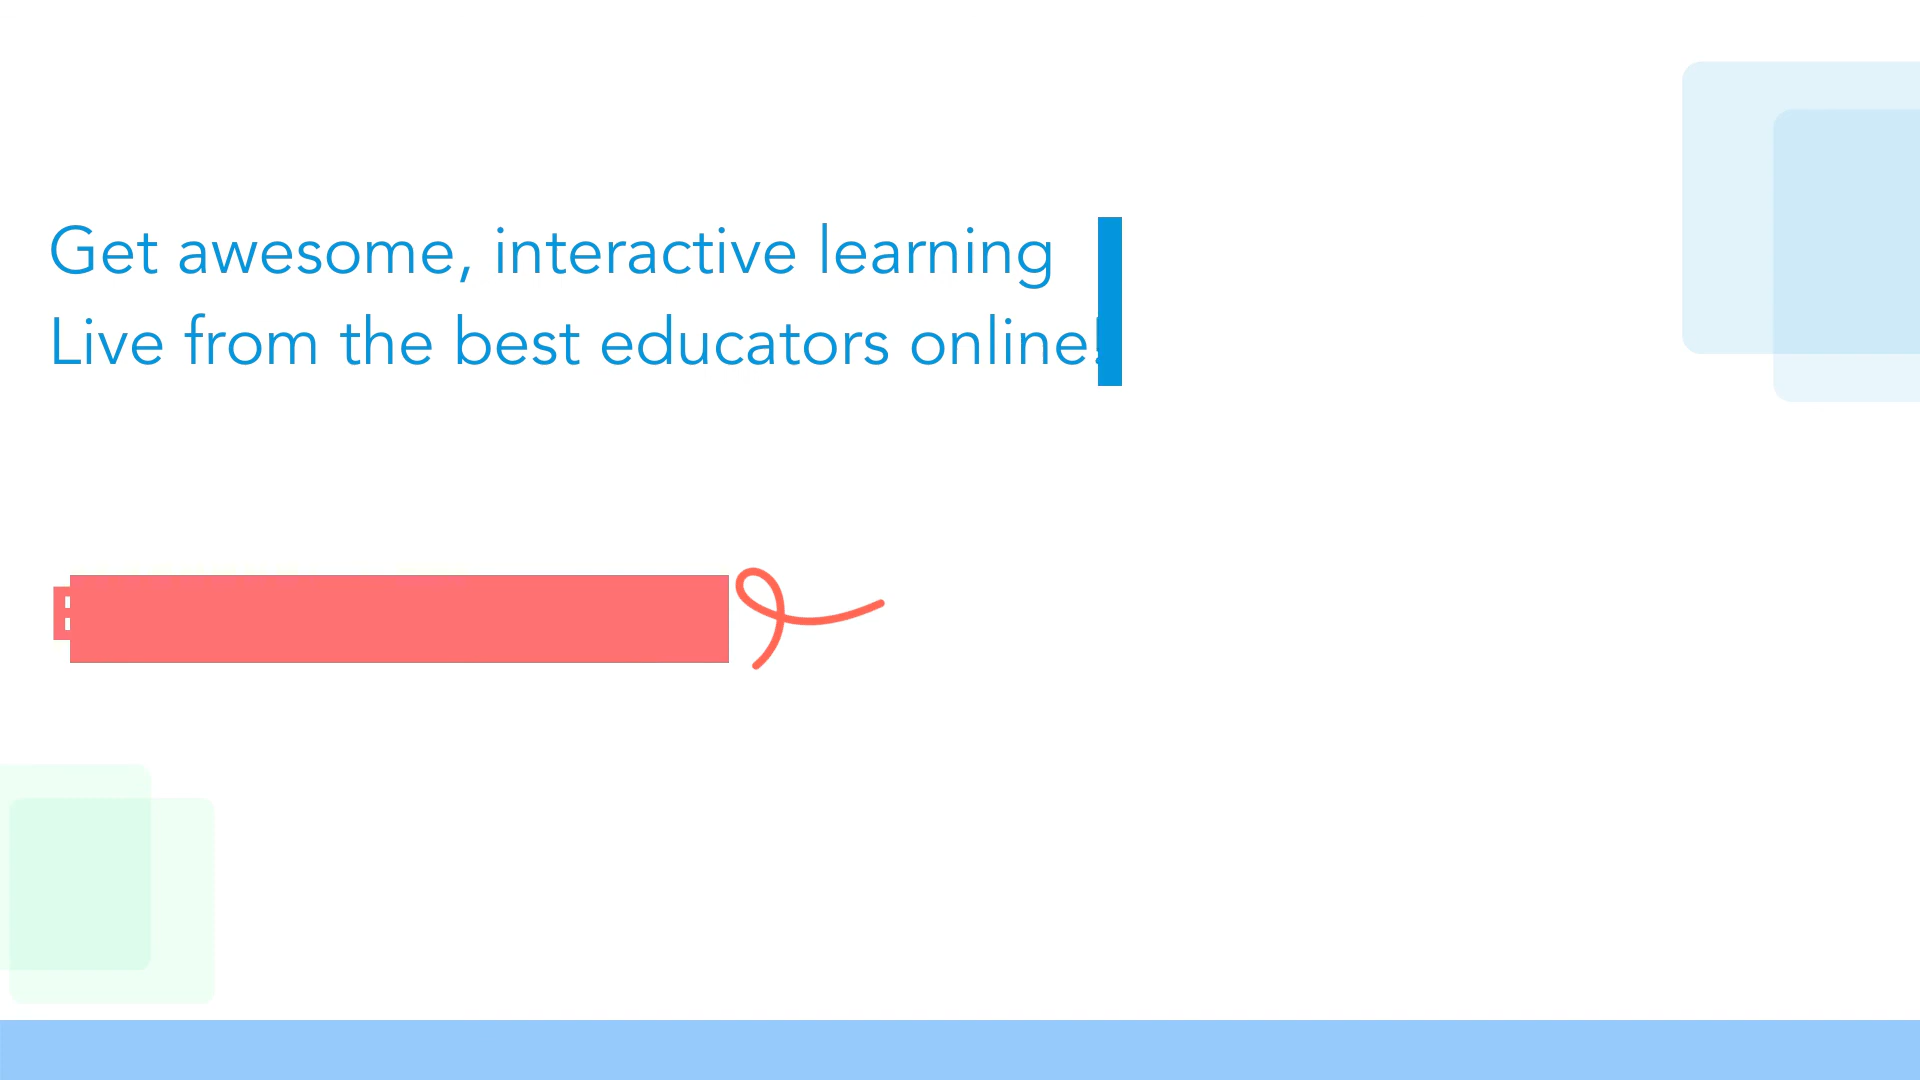 Get awesome, interactive learning
Live from the best educators online!